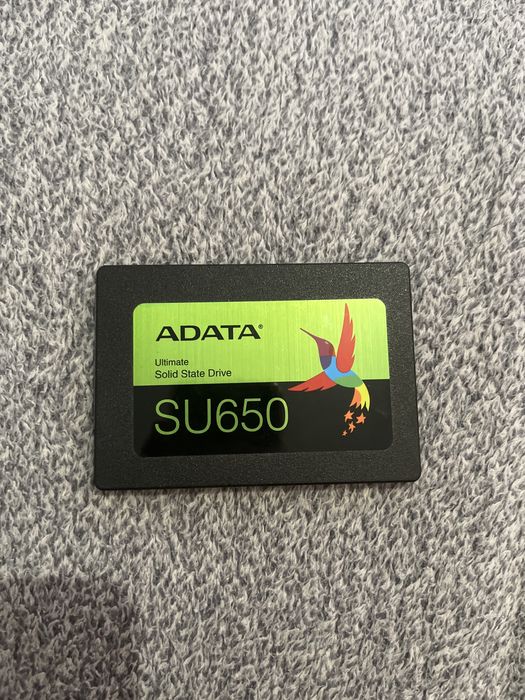 ADATA®
Ultimate
Solid State Drive
SU650